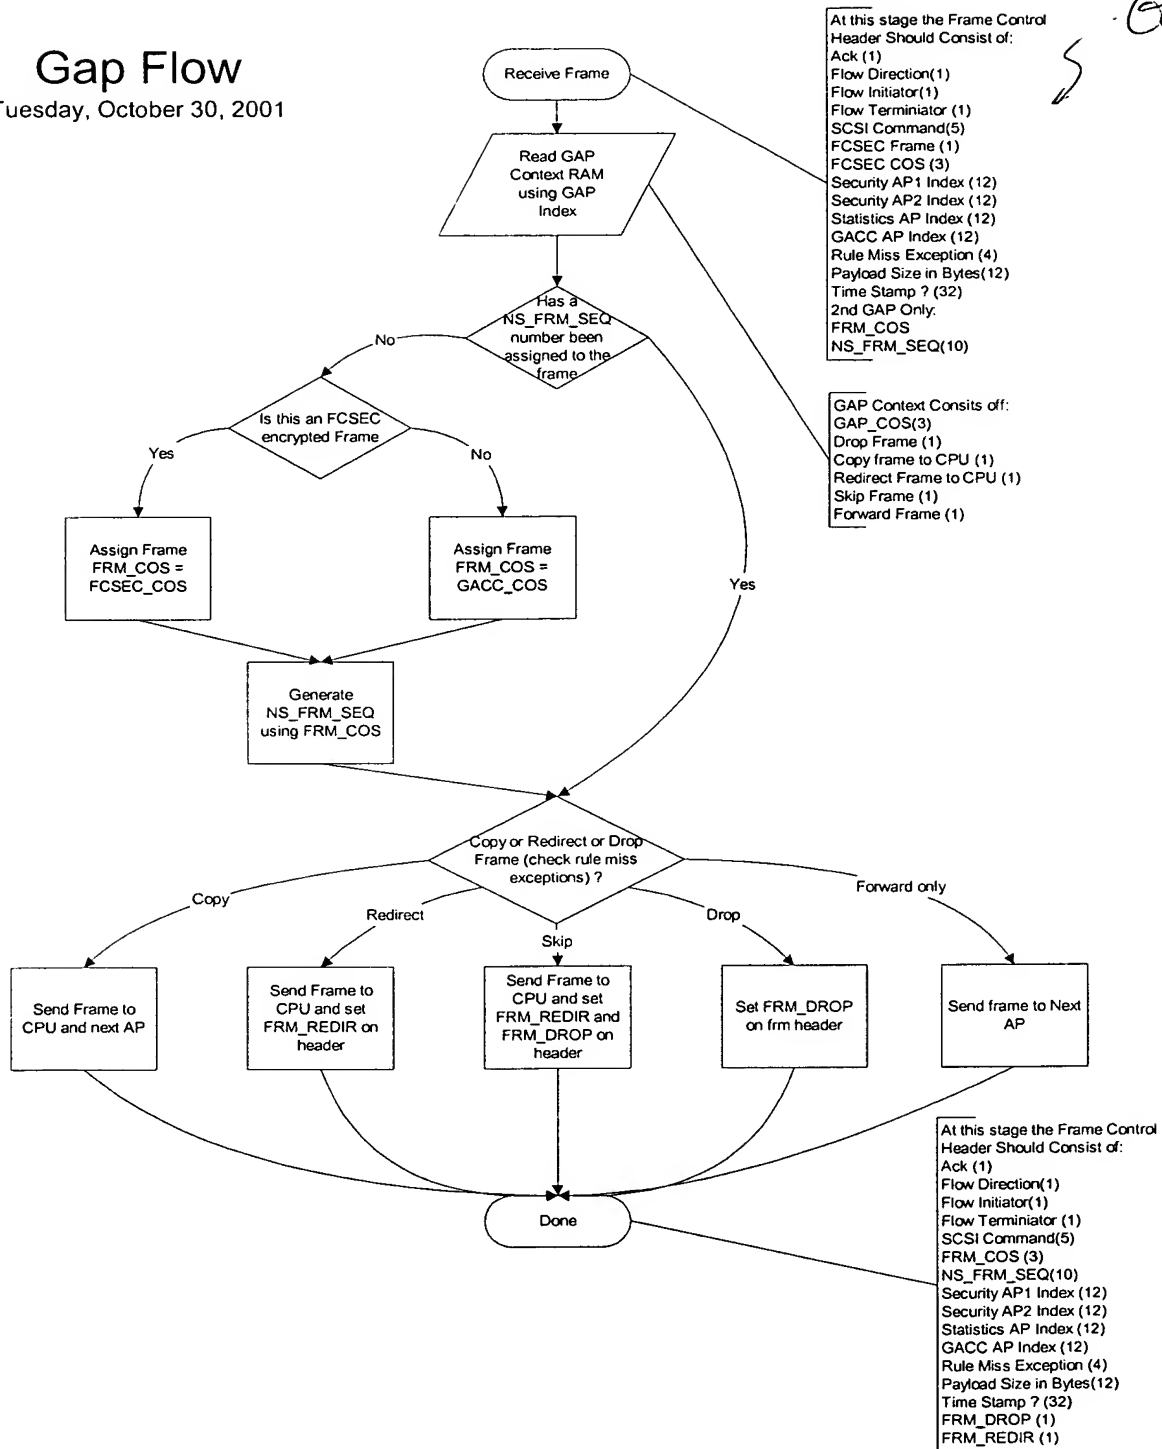 Gap Flow
Tuesday, October 30, 2001
Receive Frame
At this stage the Frame Control
Header Should Consist of:
Ack (1)
Flow Direction(1)
Flow Initiator(1)
Flow Terminiator (1)
SCSI Command(5)
FCSEC Frame (1)
FCSEC COS (3)
Security AP1 Index (12)
Security AP2 Index (12)
Statistics AP Index (12)
GACC AP Index (12)
Rule Miss Exception (4)
Payload Size in Bytes(12)
Time Stamp ? (32)
2nd GAP Only:
FRM_COS
NS_FRM_SEQ(10)
Read GAP
Context RAM
using GAP
Index
GAP Context Consits off:
GAP_COS(3)
Drop Frame (1)
Copy frame to CPU (1)
Redirect Frame to CPU (1)
Skip Frame (1)
Forward Frame (1)
Has a
NS_FRM_SEQ
number been
assigned to the
frame
No
Yes
Is this an FCSEC
encrypted Frame
Yes
No
Assign Frame
FRM_COS =
FCSEC_COS
Assign Frame
FRM_COS =
GACC_COS
Generate
NS_FRM_SEQ
using FRM_COS
Copy or Redirect or Drop
Frame (check rule miss
exceptions) ?
Copy
Redirect
Skip
Drop
Forward only
Send Frame to
CPU and next AP
Send Frame to
CPU and set
FRM_REDIR on
header
Send Frame to
CPU and set
FRM_REDIR and
FRM_DROP on
header
Set FRM_DROP
on frm header
Send frame to Next
AP
Done
At this stage the Frame Control
Header Should Consist of:
Ack (1)
Flow Direction(1)
Flow Initiator(1)
Flow Terminiator (1)
SCSI Command(5)
FRM_COS (3)
NS_FRM_SEQ(10)
Security AP1 Index (12)
Security AP2 Index (12)
Statistics AP Index (12)
GACC AP Index (12)
Rule Miss Exception (4)
Payload Size in Bytes(12)
Time Stamp ? (32)
FRM_DROP (1)
FRM_REDIR (1)